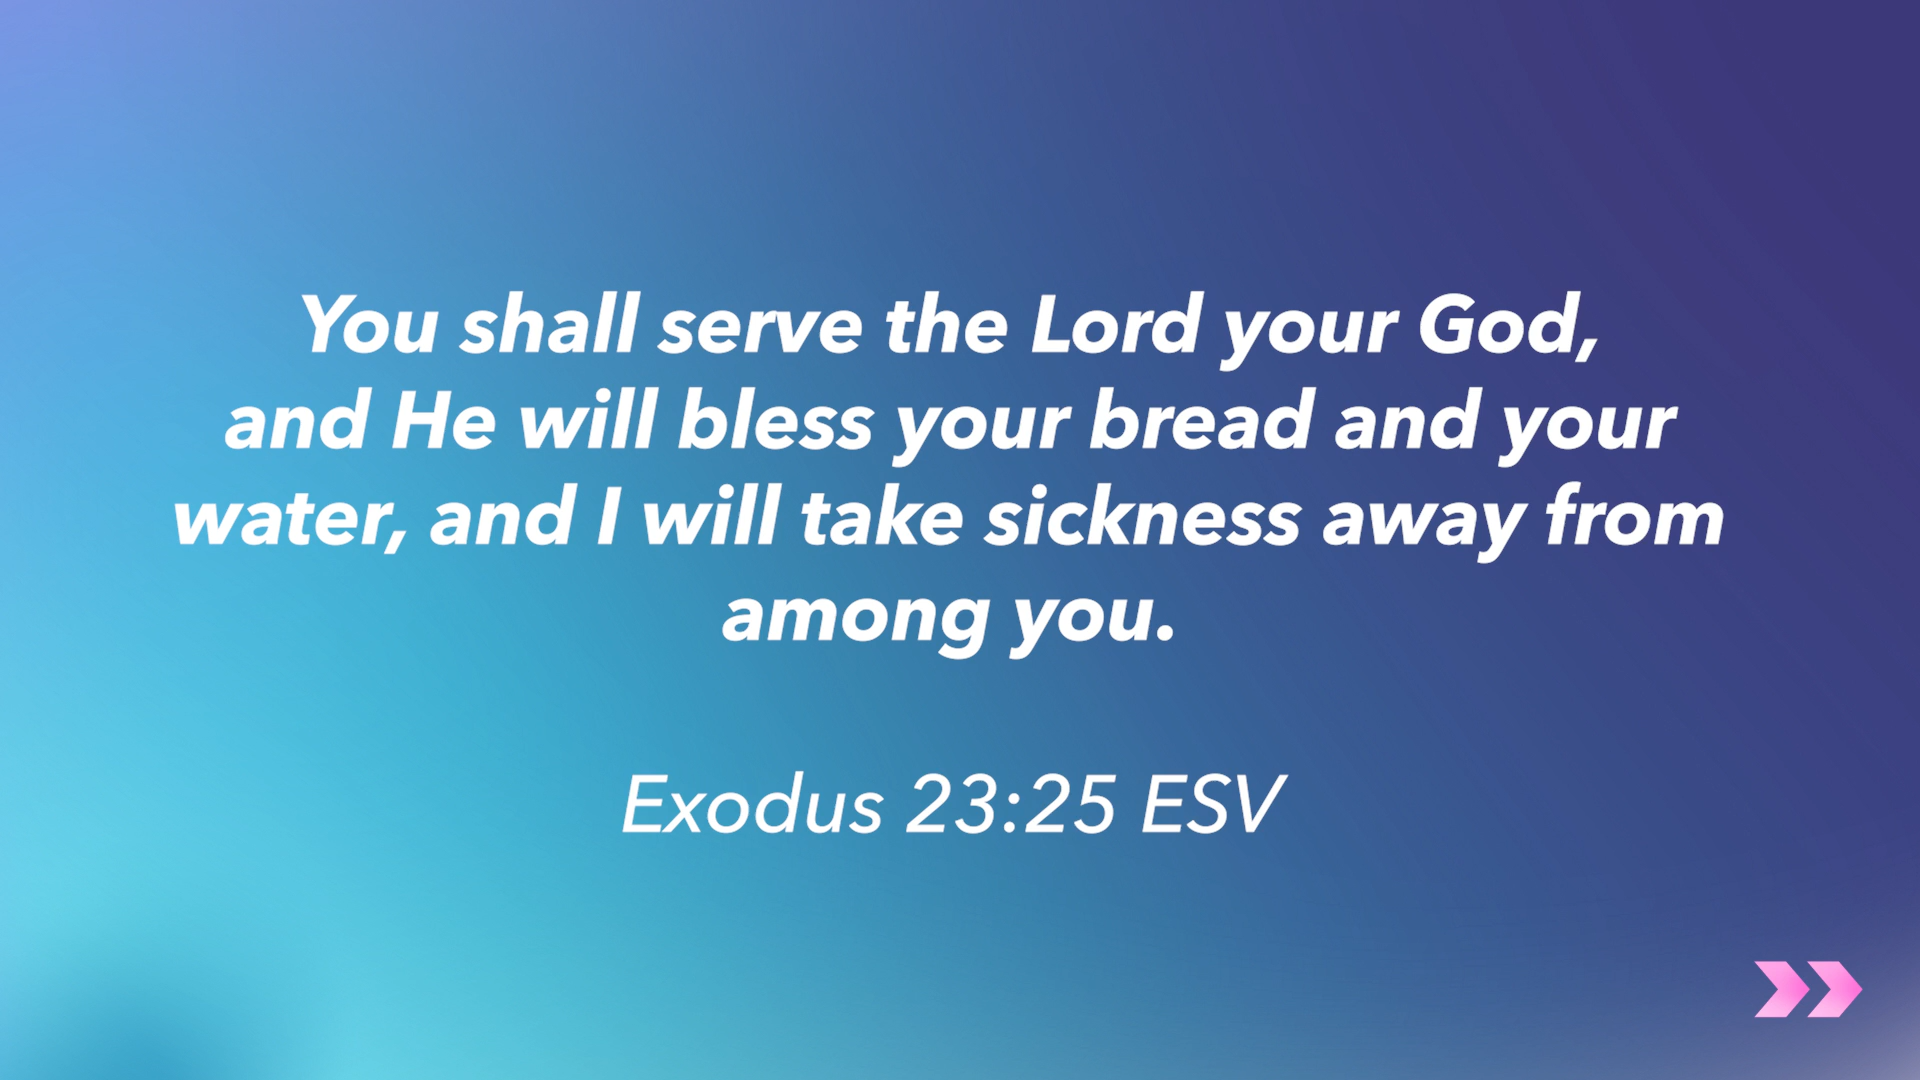 You shall serve the Lord your God,
and He will bless your bread and your
water, and I will take sickness away from
among you.
Exodus 23:25 ESV